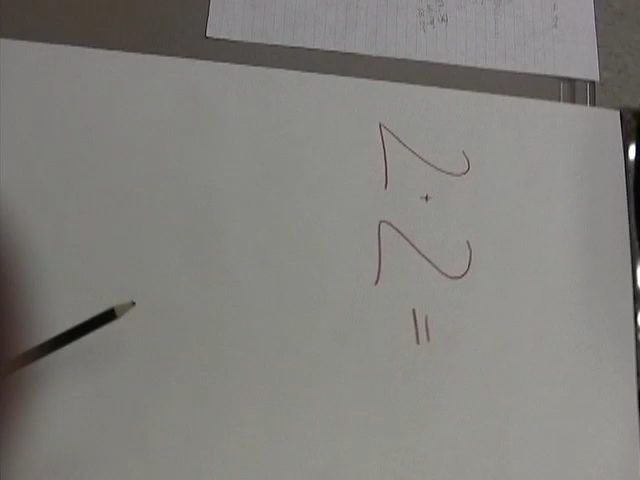 2 + 2 =